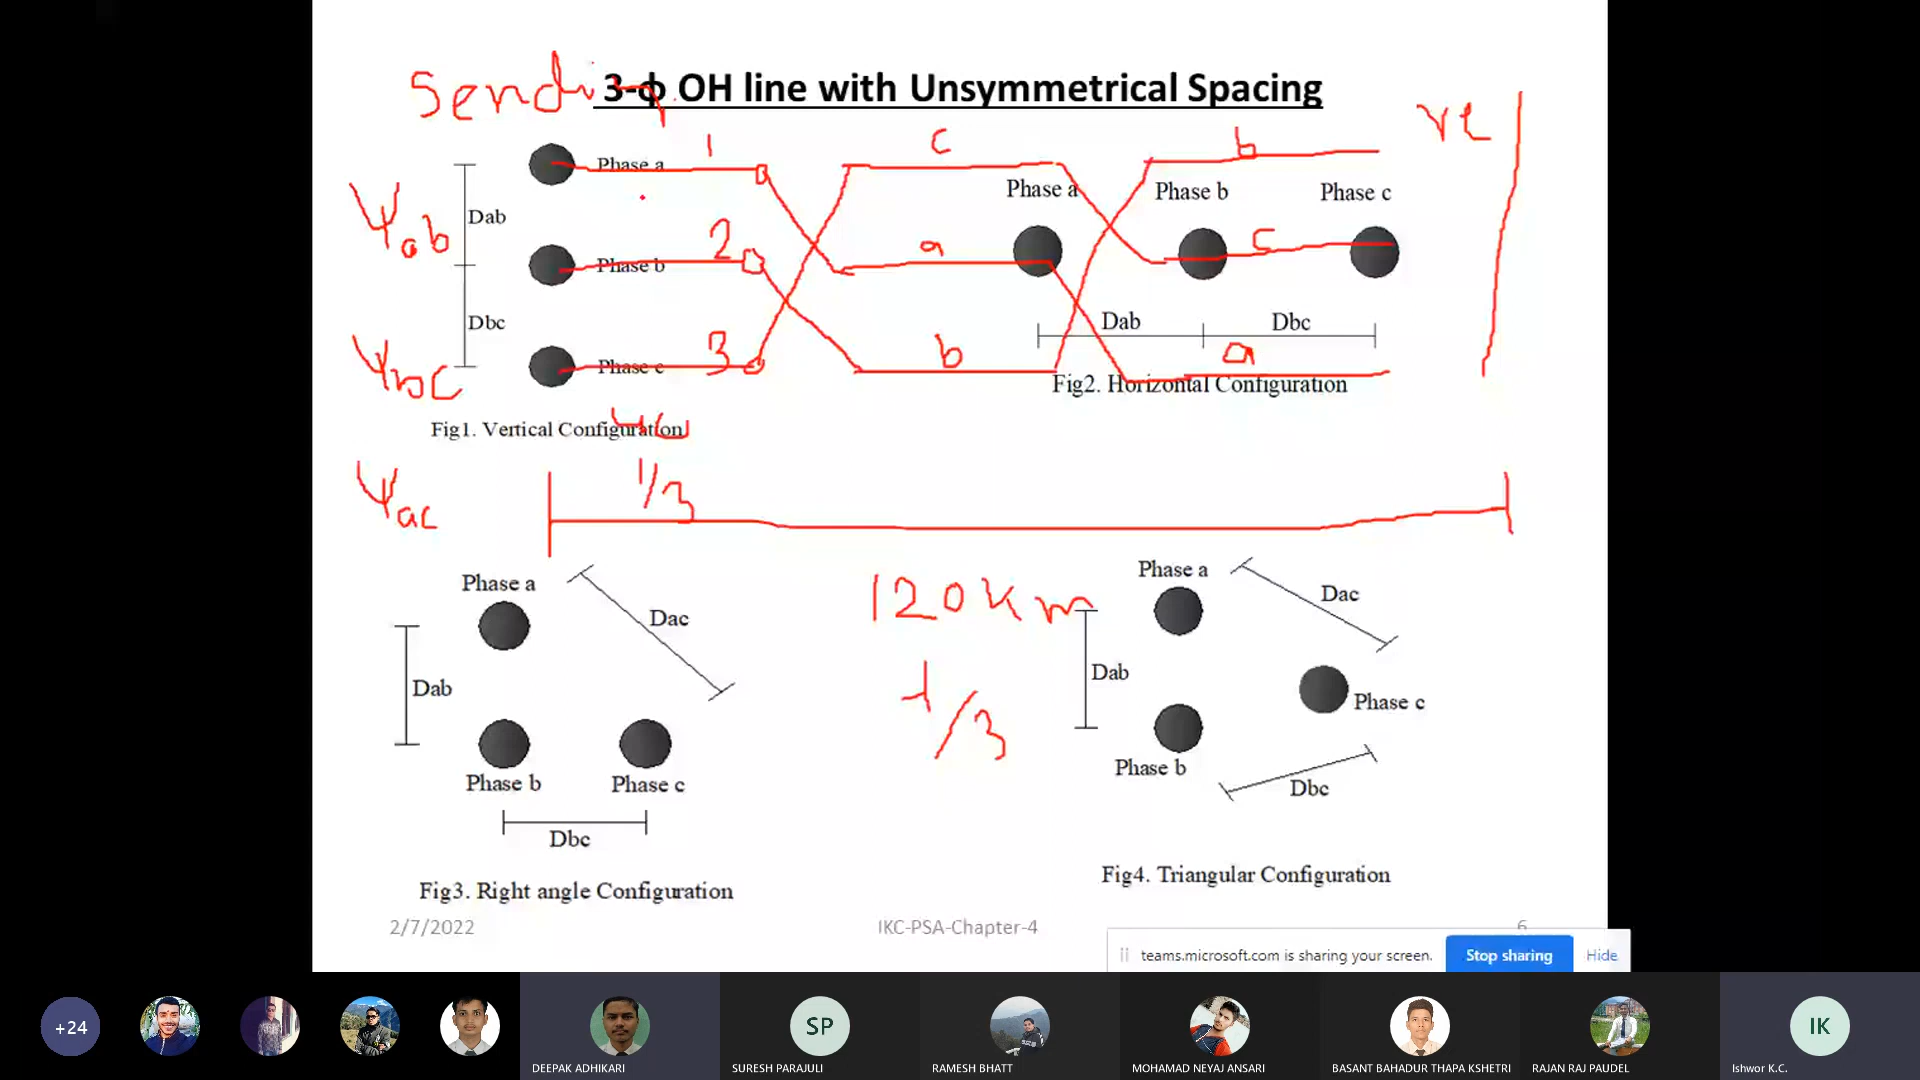 Sending
3-ф OH line with Unsymmetrical Spacing
re
Phase a
1
c
b
Ψab
Dab
Phase b
2
a
Phase a
Phase b
Phase c
c
Dbc
Ψbc
Phase c
3
b
Dab
Dbc
a
Fig2. Horizontal Configuration
Fig1. Vertical Configuration
Ψac
1/3
Phase a
Dac
Dab
Phase b
Phase c
Dbc
Fig3. Right angle Configuration
120km
1/3
Phase a
Dac
Dab
Phase c
Phase b
Dbc
Fig4. Triangular Configuration
2/7/2022
IKC-PSA-Chapter-4
6
teams.microsoft.com is sharing your screen.
Stop sharing
Hide
+24
SP
IK
DEEPAK ADHIKARI
SURESH PARAJULI
RAMESH BHATT
MOHAMAD NEYAJ ANSARI
BASANT BAHADUR THAPA KSHETRI
RAJAN RAJ PAUDEL
Ishwor K.C.